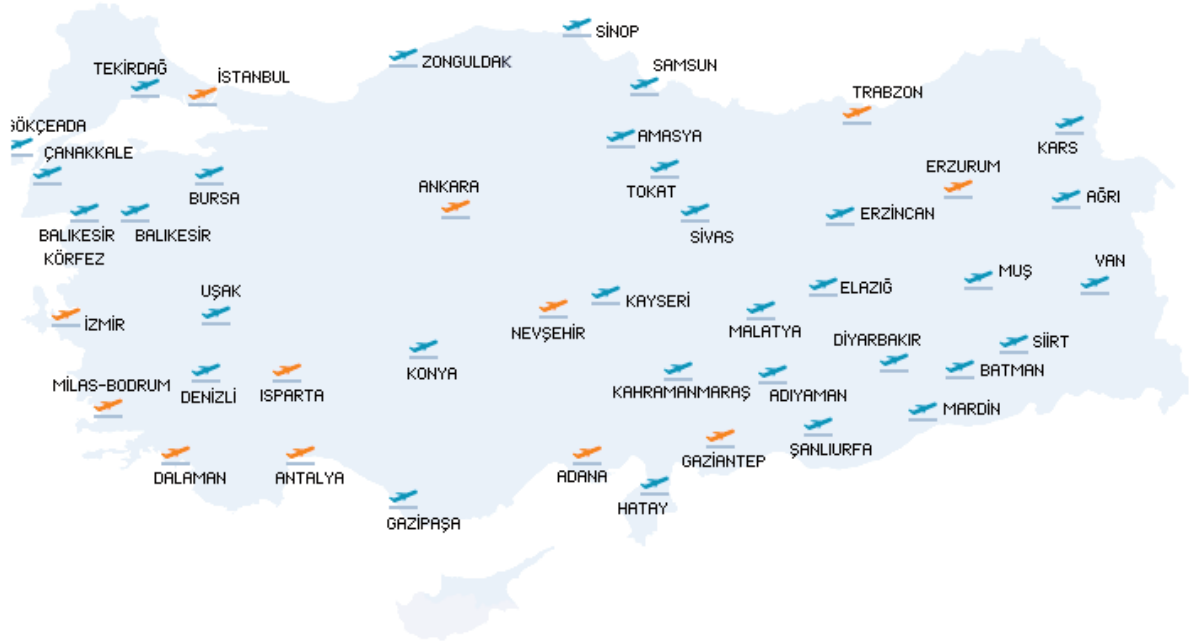 SİNOP
ZONGULDAK
SAMSUN
TEKİRDAĞ
İSTANBUL
TRABZON
GÖKÇEADA
AMASYA
KARS
ÇANAKKALE
ERZURUM
TOKAT
ANKARA
BURSA
AĞRI
ERZİNCAN
BALIKESİR
KÖRFEZ
BALIKESİR
SİVAS
VAN
MUŞ
ELAZIĞ
UŞAK
KAYSERİ
İZMİR
NEVŞEHİR
MALATYA
SİİRT
DİYARBAKIR
KONYA
BATMAN
MİLAS-BODRUM
DENİZLİ
ISPARTA
KAHRAMANMARAŞ
ADIYAMAN
MARDİN
ŞANLIURFA
GAZİANTEP
DALAMAN
ANTALYA
ADANA
HATAY
GAZİPAŞA